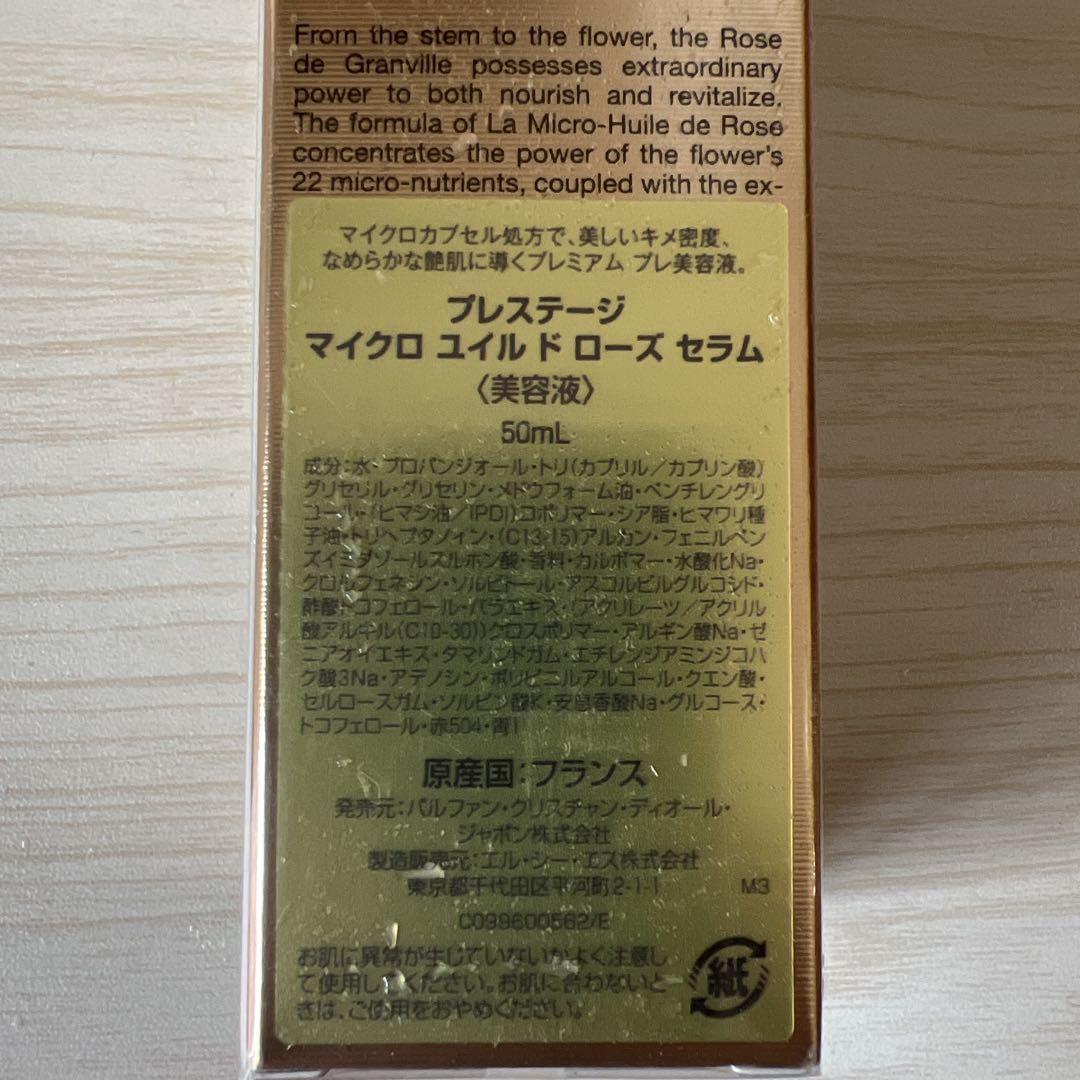 From the stem to the flower, the Rose
de Granville possesses extraordinary
power to both nourish and revitalize.
The formula of La Micro-Huile de Rose
concentrates the power of the flower's
22 micro-nutrients, coupled with the ex-
マイクロカプセル処方で、美しいキメ密度、
なめらかな艶肌に導くプレミアム プレ美容液。
プレステージ
マイクロ ユイル ド ローズ セラム
〈美容液〉
50mL
成分:水・プロパンジオール・トリ(カプリル/カプリン酸)
グリセリル・グリセリン・メドウフォーム油・ペンチレングリ
コール・(ヒマシ油/IPDI)コポリマー・シア脂・ヒマワリ種
子油・トリヘプタノイン・(C13-15)アルカン・フェニルベン
ズイミダゾールスルホン酸・香料・カルボマー・水酸化Na・
クロルフェネシン・ソルビトール・アスコルビルグルコシド・
酢酸トコフェロール・バラエキス・(アクリレーツ/アクリル
酸アルキル(C10-30))クロスポリマー・アルギン酸Na・ゼ
ニアオイエキス・タマリンドガム・エチレンジアミンジコハ
ク酸3Na・アデノシン・ポリビニルアルコール・クエン酸・
セルロースガム・ソルビン酸K・安息香酸Na・グルコース・
トコフェロール・赤504・青1
原産国:フランス
発売元:パルファン・クリスチャン・ディオール・
ジャポン株式会社
製造販売元:エル・シー・エス株式会社
東京都千代田区平河町2-1-1 M3
C099600562/E
お肌に異常が生じていないかよく注意し
て使用してください。お肌に合わないと
きは、ご使用をおやめください。
紙